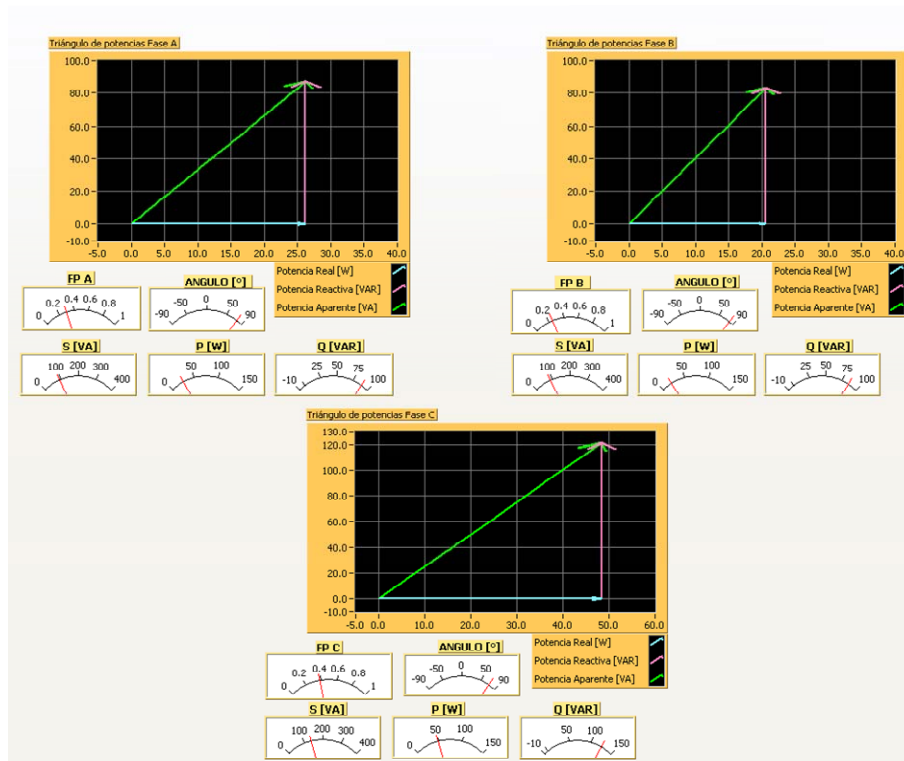 Triángulo de potencias Fase A
100.0
80.0
60.0
40.0
20.0
0.0
-10.0
-5.0 0.0 5.0 10.0 15.0 20.0 25.0 30.0 35.0 40.0
Potencia Real [W]
Potencia Reactiva [VAR]
Potencia Aparente [VA]
FP A
0 0.2 0.4 0.6 0.8 1
ANGULO [º]
-90 -50 0 50 90
S [VA]
0 100 200 300 400
P [W]
0 50 100 150
Q [VAR]
-10 25 50 75 100
Triángulo de potencias Fase B
100.0
80.0
60.0
40.0
20.0
0.0
-10.0
-5.0 0.0 5.0 10.0 15.0 20.0 25.0 30.0 35.0 40.0
Potencia Real [W]
Potencia Reactiva [VAR]
Potencia Aparente [VA]
FP B
0 0.2 0.4 0.6 0.8 1
ANGULO [º]
-90 -50 0 50 90
S [VA]
0 100 200 300 400
P [W]
0 50 100 150
Q [VAR]
-10 25 50 75 100
Triángulo de potencias Fase C
130.0
120.0
100.0
80.0
60.0
40.0
20.0
0.0
-10.0
-5.0 0.0 10.0 20.0 30.0 40.0 50.0 60.0
Potencia Real [W]
Potencia Reactiva [VAR]
Potencia Aparente [VA]
FP C
0 0.2 0.4 0.6 0.8 1
ANGULO [º]
-90 -50 0 50 90
S [VA]
0 100 200 300 400
P [W]
0 50 100 150
Q [VAR]
-10 50 100 150